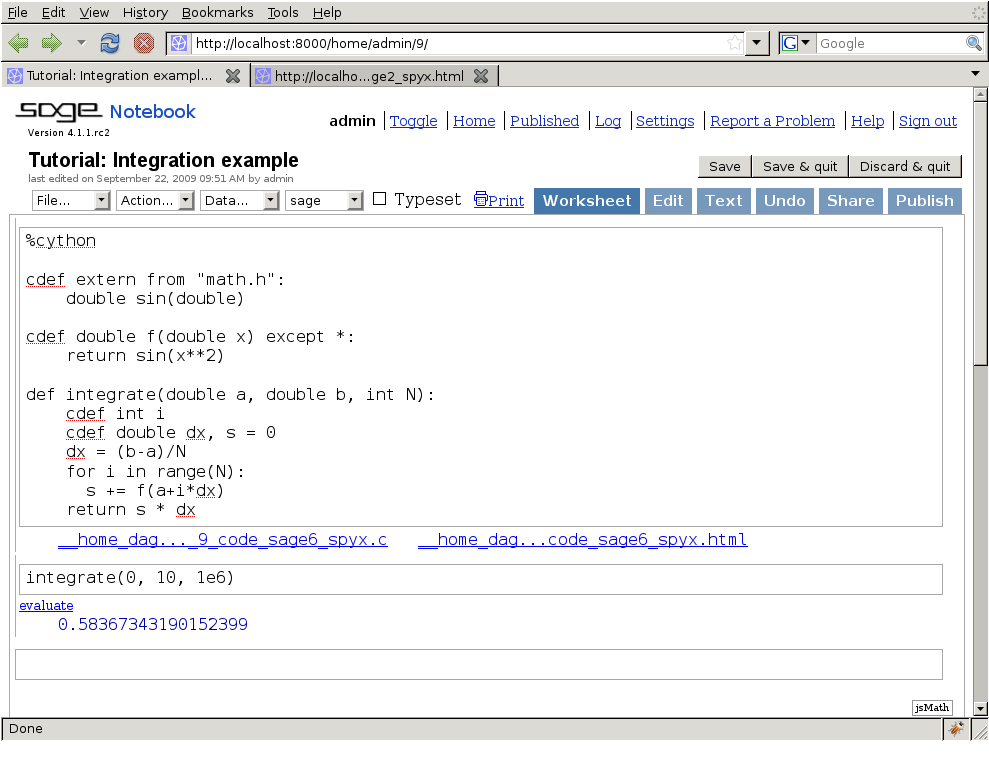 File Edit View History Bookmarks Tools Help
http://localhost:8000/home/admin/9/
G Google
Tutorial: Integration exampl... http://localho...ge2_spyx.html
sage Notebook
Version 4.1.1.rc2
admin Toggle Home Published Log Settings Report a Problem Help Sign out
Tutorial: Integration example
last edited on September 22, 2009 09:51 AM by admin
Save Save & quit Discard & quit
File... Action... Data... sage Typeset Print Worksheet Edit Text Undo Share Publish
%cython
cdef extern from "math.h":
    double sin(double)
cdef double f(double x) except *:
    return sin(x**2)
def integrate(double a, double b, int N):
    cdef int i
    cdef double dx, s = 0
    dx = (b-a)/N
    for i in range(N):
      s += f(a+i*dx)
    return s * dx
__home_dag..._9_code_sage6_spyx.c __home_dag...code_sage6_spyx.html
integrate(0, 10, 1e6)
evaluate
0.58367343190152399
jsMath
Done